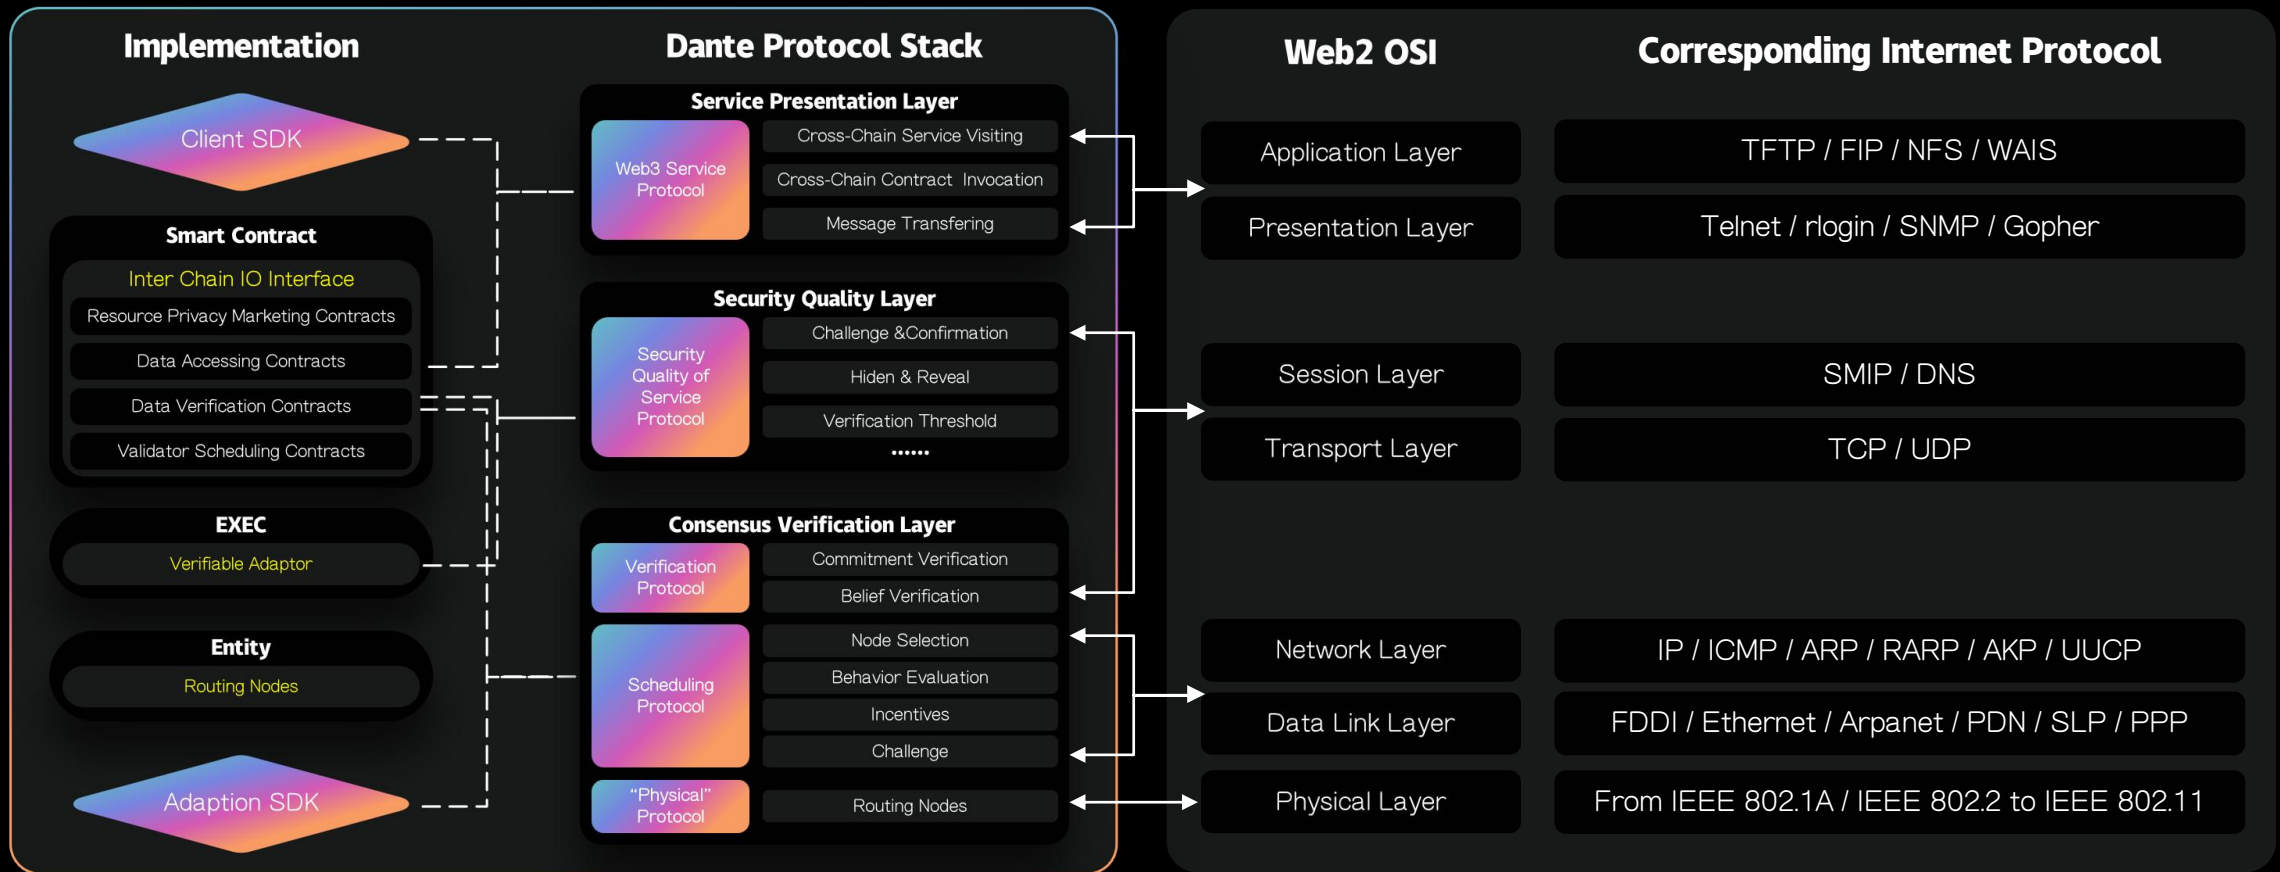 Implementation
Client SDK
Smart Contract
Inter Chain IO Interface
Resource Privacy Marketing Contracts
Data Accessing Contracts
Data Verification Contracts
Validator Scheduling Contracts
EXEC
Verifiable Adaptor
Entity
Routing Nodes
Adaption SDK
Dante Protocol Stack
Service Presentation Layer
Web3 Service
Protocol
Cross-Chain Service Visiting
Cross-Chain Contract Invocation
Message Transfering
Security Quality Layer
Security
Quality of
Service
Protocol
Challenge &Confirmation
Hiden & Reveal
Verification Threshold
......
Consensus Verification Layer
Verification
Protocol
Commitment Verification
Belief Verification
Scheduling
Protocol
Node Selection
Behavior Evaluation
Incentives
Challenge
“Physical”
Protocol
Routing Nodes
Web2 OSI
Application Layer
Presentation Layer
Session Layer
Transport Layer
Network Layer
Data Link Layer
Physical Layer
Corresponding Internet Protocol
TFTP / FIP / NFS / WAIS
Telnet / rlogin / SNMP / Gopher
SMIP / DNS
TCP / UDP
IP / ICMP / ARP / RARP / AKP / UUCP
FDDI / Ethernet / Arpanet / PDN / SLP / PPP
From IEEE 802.1A / IEEE 802.2 to IEEE 802.11